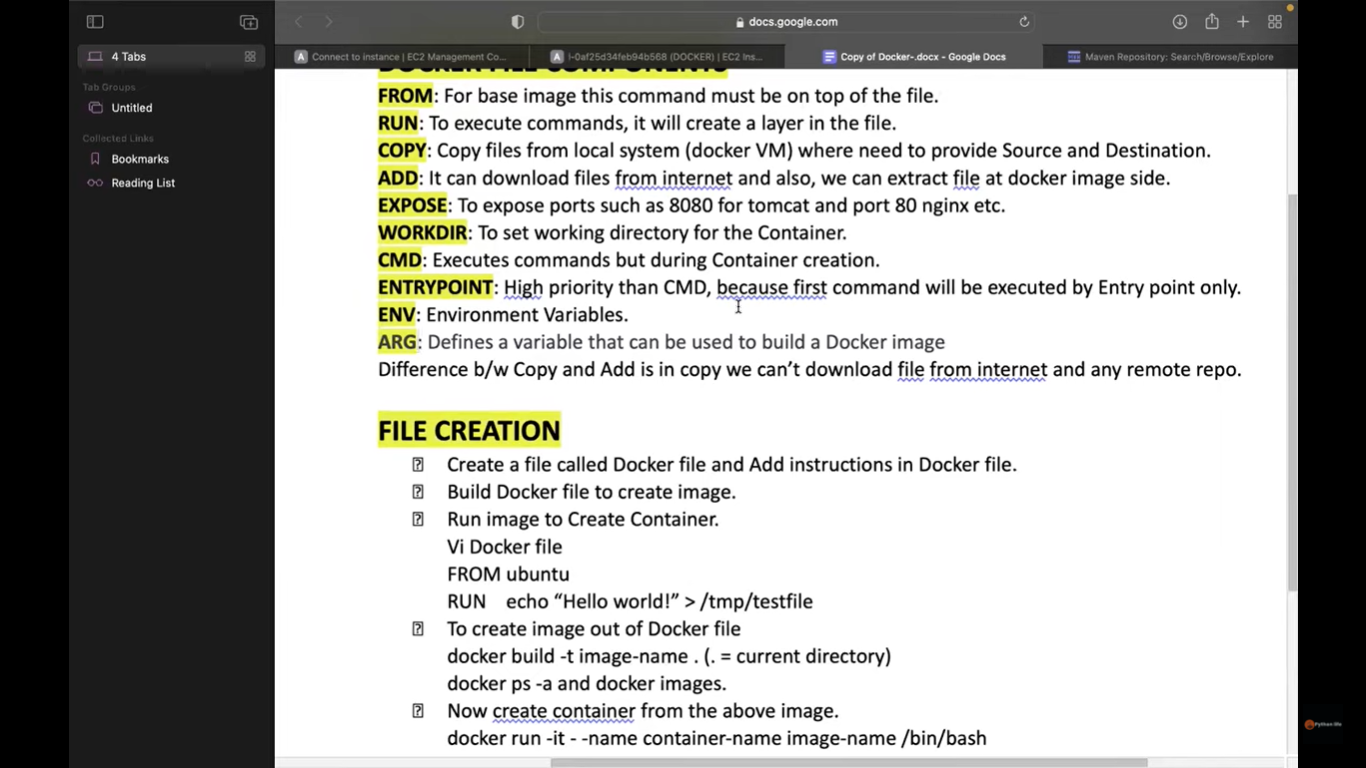 docs.google.com
4 Tabs
Tab Groups
Untitled
Collected Links
Bookmarks
Reading List
Connect to instance | EC2 Management Co...
I-0af25d34feb94b568 (DOCKER) | EC2 Ins...
Copy of Docker-.docx - Google Docs
Maven Repository: Search/Browse/Explore
DOCKER FILE COMPONENTS
FROM: For base image this command must be on top of the file.
RUN: To execute commands, it will create a layer in the file.
COPY: Copy files from local system (docker VM) where need to provide Source and Destination.
ADD: It can download files from internet and also, we can extract file at docker image side.
EXPOSE: To expose ports such as 8080 for tomcat and port 80 nginx etc.
WORKDIR: To set working directory for the Container.
CMD: Executes commands but during Container creation.
ENTRYPOINT: High priority than CMD, because first command will be executed by Entry point only.
ENV: Environment Variables.
ARG: Defines a variable that can be used to build a Docker image
Difference b/w Copy and Add is in copy we can’t download file from internet and any remote repo.
FILE CREATION
Create a file called Docker file and Add instructions in Docker file.
Build Docker file to create image.
Run image to Create Container.
Vi Docker file
FROM ubuntu
RUN echo “Hello world!” > /tmp/testfile
To create image out of Docker file
docker build -t image-name . (. = current directory)
docker ps -a and docker images.
Now create container from the above image.
docker run -it - -name container-name image-name /bin/bash
Python life